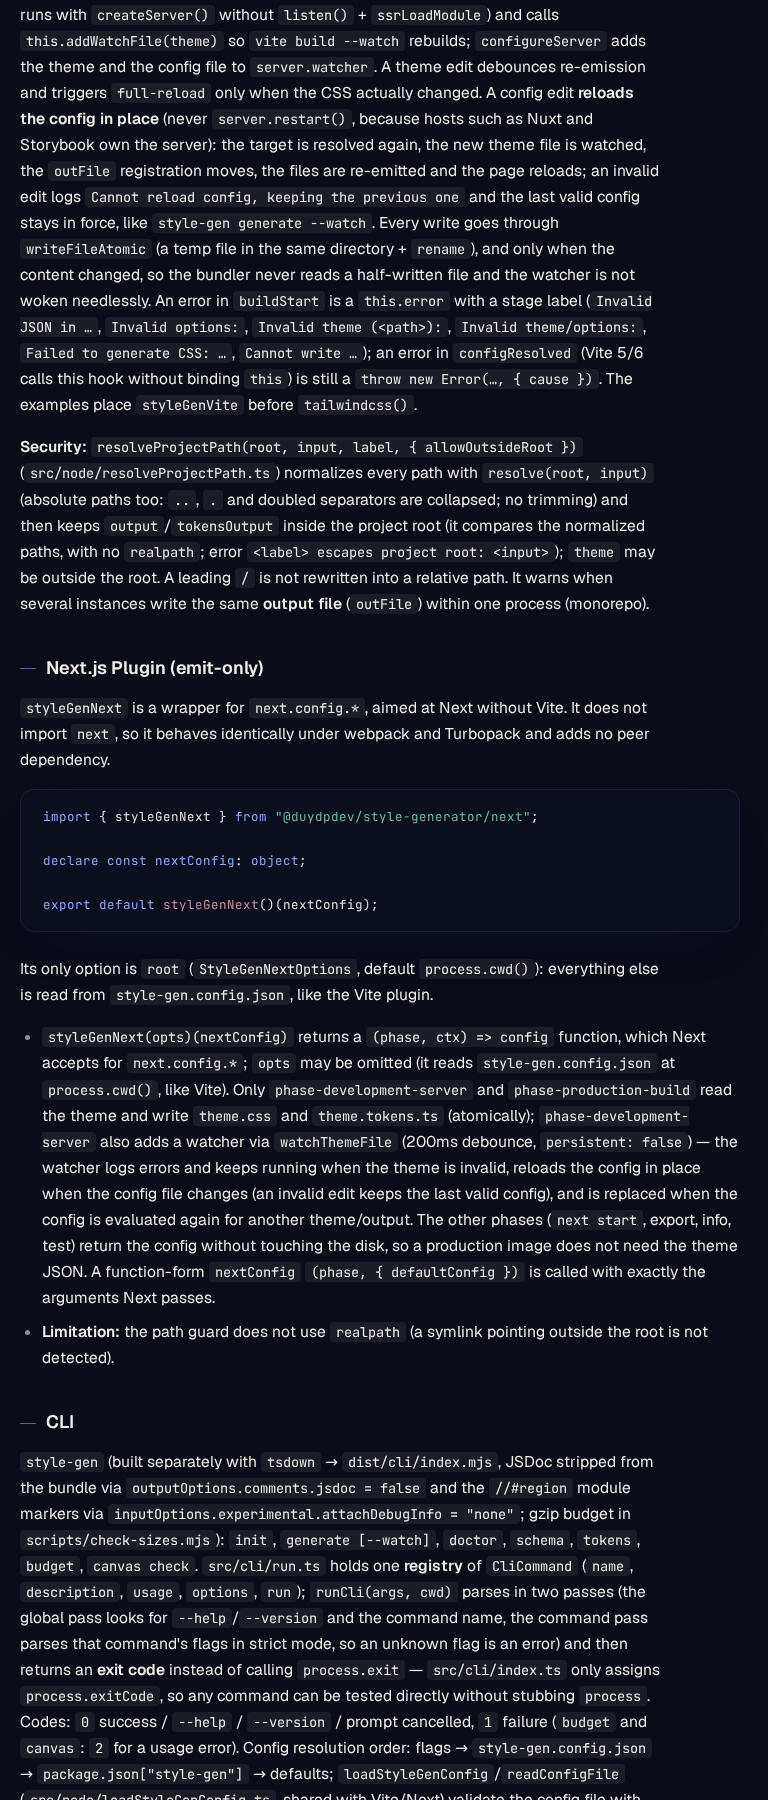 runs with createServer() without listen() + ssrLoadModule) and calls
this.addWatchFile(theme) so vite build --watch rebuilds; configureServer adds
the theme and the config file to server.watcher. A theme edit debounces re-emission
and triggers full-reload only when the CSS actually changed. A config edit reloads
the config in place (never server.restart(), because hosts such as Nuxt and
Storybook own the server): the target is resolved again, the new theme file is watched,
the outFile registration moves, the files are re-emitted and the page reloads; an invalid
edit logs Cannot reload config, keeping the previous one and the last valid config
stays in force, like style-gen generate --watch. Every write goes through
writeFileAtomic (a temp file in the same directory + rename), and only when the
content changed, so the bundler never reads a half-written file and the watcher is not
woken needlessly. An error in buildStart is a this.error with a stage label (Invalid
JSON in …, Invalid options:, Invalid theme (<path>):, Invalid theme/options:,
Failed to generate CSS: …, Cannot write …); an error in configResolved (Vite 5/6
calls this hook without binding this) is still a throw new Error(…, { cause }). The
examples place styleGenVite before tailwindcss().
Security: resolveProjectPath(root, input, label, { allowOutsideRoot })
(src/node/resolveProjectPath.ts) normalizes every path with resolve(root, input)
(absolute paths too: .., . and doubled separators are collapsed; no trimming) and
then keeps output/tokensOutput inside the project root (it compares the normalized
paths, with no realpath; error <label> escapes project root: <input>); theme may
be outside the root. A leading / is not rewritten into a relative path. It warns when
several instances write the same output file (outFile) within one process (monorepo).
— Next.js Plugin (emit-only)
styleGenNext is a wrapper for next.config.*, aimed at Next without Vite. It does not
import next, so it behaves identically under webpack and Turbopack and adds no peer
dependency.
import { styleGenNext } from "@duydpdev/style-generator/next";
declare const nextConfig: object;
export default styleGenNext()(nextConfig);
Its only option is root (StyleGenNextOptions, default process.cwd()): everything else
is read from style-gen.config.json, like the Vite plugin.
• styleGenNext(opts)(nextConfig) returns a (phase, ctx) => config function, which Next
accepts for next.config.*; opts may be omitted (it reads style-gen.config.json at
process.cwd(), like Vite). Only phase-development-server and phase-production-build read
the theme and write theme.css and theme.tokens.ts (atomically); phase-development-
server also adds a watcher via watchThemeFile (200ms debounce, persistent: false) — the
watcher logs errors and keeps running when the theme is invalid, reloads the config in place
when the config file changes (an invalid edit keeps the last valid config), and is replaced when the
config is evaluated again for another theme/output. The other phases (next start, export, info,
test) return the config without touching the disk, so a production image does not need the theme
JSON. A function-form nextConfig (phase, { defaultConfig }) is called with exactly the
arguments Next passes.
• Limitation: the path guard does not use realpath (a symlink pointing outside the root is not
detected).
— CLI
style-gen (built separately with tsdown → dist/cli/index.mjs, JSDoc stripped from
the bundle via outputOptions.comments.jsdoc = false and the //#region module
markers via inputOptions.experimental.attachDebugInfo = "none"; gzip budget in
scripts/check-sizes.mjs): init, generate [--watch], doctor, schema, tokens,
budget, canvas check. src/cli/run.ts holds one registry of CliCommand (name,
description, usage, options, run); runCli(args, cwd) parses in two passes (the
global pass looks for --help/--version and the command name, the command pass
parses that command's flags in strict mode, so an unknown flag is an error) and then
returns an exit code instead of calling process.exit — src/cli/index.ts only assigns
process.exitCode, so any command can be tested directly without stubbing process.
Codes: 0 success / --help / --version / prompt cancelled, 1 failure (budget and
canvas: 2 for a usage error). Config resolution order: flags → style-gen.config.json
→ package.json["style-gen"] → defaults; loadStyleGenConfig/readConfigFile
(src/node/loadStyleGenConfig.ts, shared with Vite/Next) validate the config file with